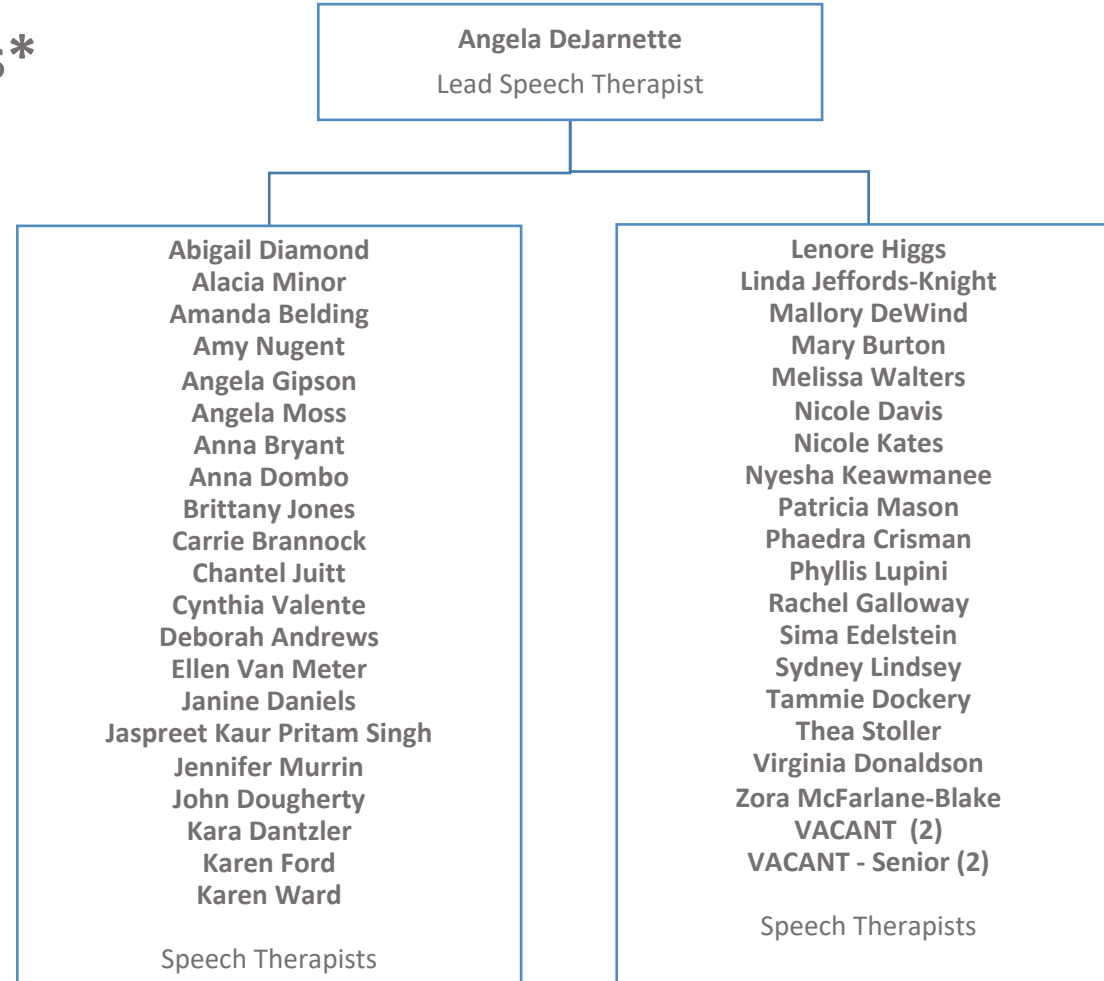 s*
Angela DeJarnette
Lead Speech Therapist
Abigail Diamond
Alacia Minor
Amanda Belding
Amy Nugent
Angela Gipson
Angela Moss
Anna Bryant
Anna Dombo
Brittany Jones
Carrie Brannock
Chantel Juitt
Cynthia Valente
Deborah Andrews
Ellen Van Meter
Janine Daniels
Jaspreet Kaur Pritam Singh
Jennifer Murrin
John Dougherty
Kara Dantzler
Karen Ford
Karen Ward
Speech Therapists
Lenore Higgs
Linda Jeffords-Knight
Mallory DeWind
Mary Burton
Melissa Walters
Nicole Davis
Nicole Kates
Nyesha Keawmanee
Patricia Mason
Phaedra Crisman
Phyllis Lupini
Rachel Galloway
Sima Edelstein
Sydney Lindsey
Tammie Dockery
Thea Stoller
Virginia Donaldson
Zora McFarlane-Blake
VACANT (2)
VACANT - Senior (2)
Speech Therapists